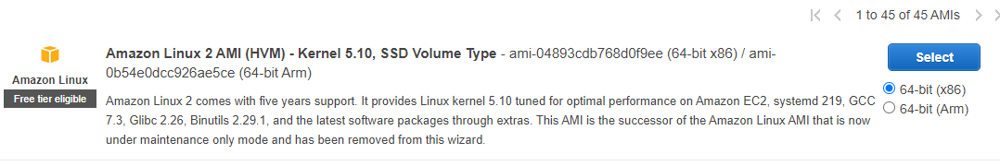 1 to 45 of 45 AMIs
Amazon Linux 2 AMI (HVM) - Kernel 5.10, SSD Volume Type - ami-04893cdb768d0f9ee (64-bit x86) / ami-
0b54e0dcc926ae5ce (64-bit Arm)
Amazon Linux
Free tier eligible
Amazon Linux 2 comes with five years support. It provides Linux kernel 5.10 tuned for optimal performance on Amazon EC2, systemd 219, GCC
7.3, Glibc 2.26, Binutils 2.29.1, and the latest software packages through extras. This AMI is the successor of the Amazon Linux AMI that is now
under maintenance only mode and has been removed from this wizard.
Select
64-bit (x86)
64-bit (Arm)